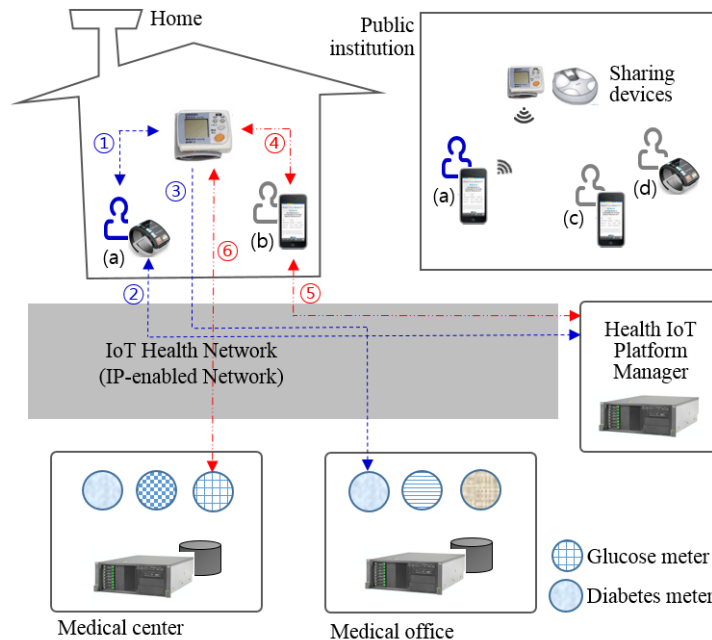 Home
Public
institution
Sharing
devices
①
③
④
(a)
(b)
⑥
(a)
(c)
(d)
②
⑤
IoT Health Network
(IP-enabled Network)
Health IoT
Platform
Manager
Glucose meter
Diabetes meter
Medical center
Medical office